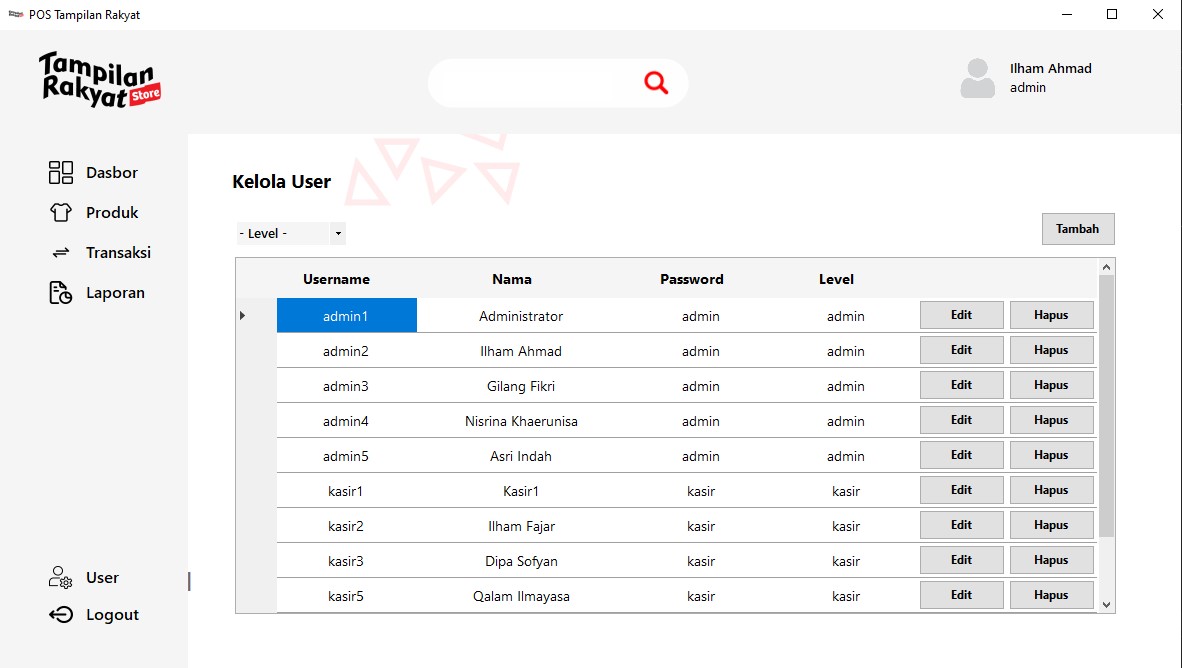 POS Tampilan Rakyat
Tampilan
Rakyat Store
Ilham Ahmad
admin
Dasbor
Produk
Transaksi
Laporan
User
Logout
Kelola User
- Level -
Tambah
Username Nama Password Level
admin1 Administrator admin admin Edit Hapus
admin2 Ilham Ahmad admin admin Edit Hapus
admin3 Gilang Fikri admin admin Edit Hapus
admin4 Nisrina Khaerunisa admin admin Edit Hapus
admin5 Asri Indah admin admin Edit Hapus
kasir1 Kasir1 kasir kasir Edit Hapus
kasir2 Ilham Fajar kasir kasir Edit Hapus
kasir3 Dipa Sofyan kasir kasir Edit Hapus
kasir5 Qalam Ilmayasa kasir kasir Edit Hapus